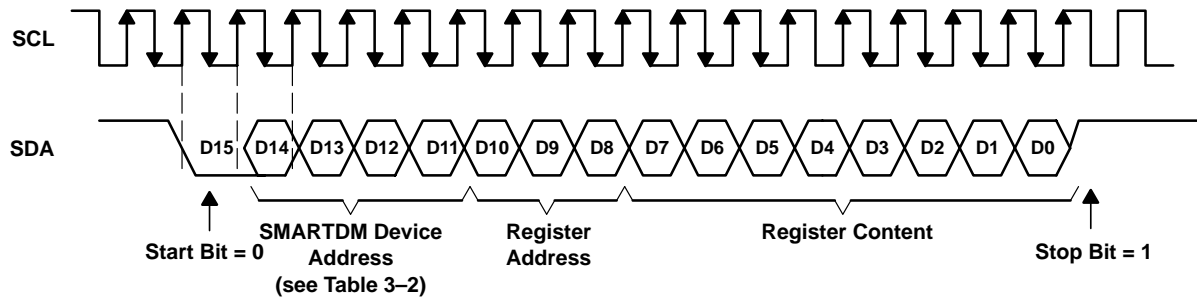 SCL
SDA
D15 D14 D13 D12 D11 D10 D9 D8 D7 D6 D5 D4 D3 D2 D1 D0
Start Bit = 0
SMARTDM Device
Address
(see Table 3–2)
Register
Address
Register Content
Stop Bit = 1